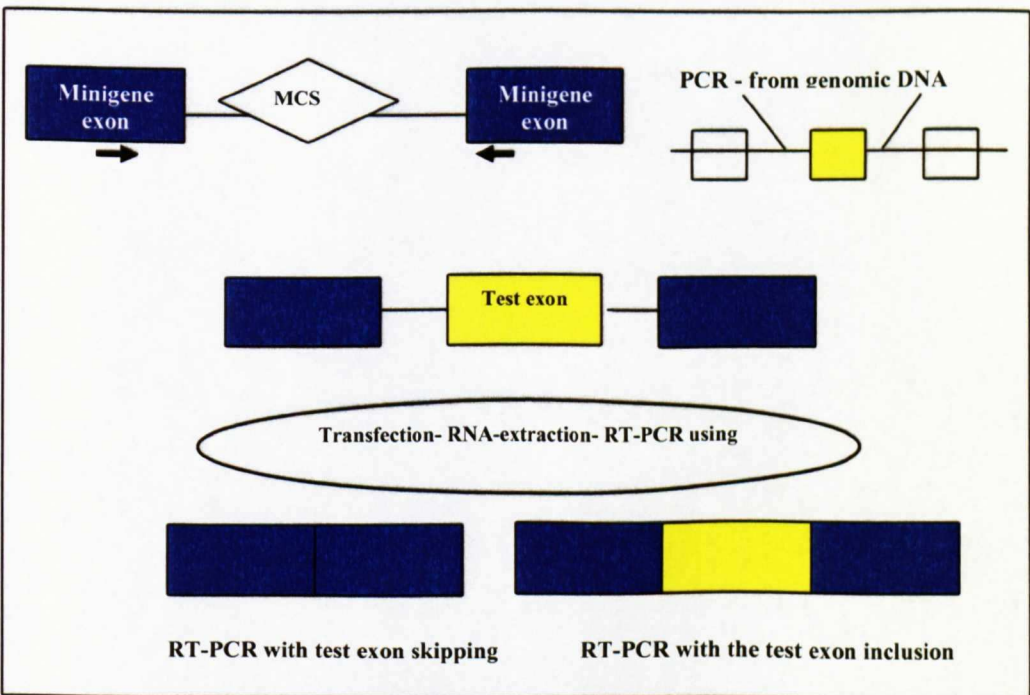 Minigene
exon
MCS
Minigene
exon
PCR - from genomic DNA
Test exon
Transfection- RNA-extraction- RT-PCR using
RT-PCR with test exon skipping
RT-PCR with the test exon inclusion